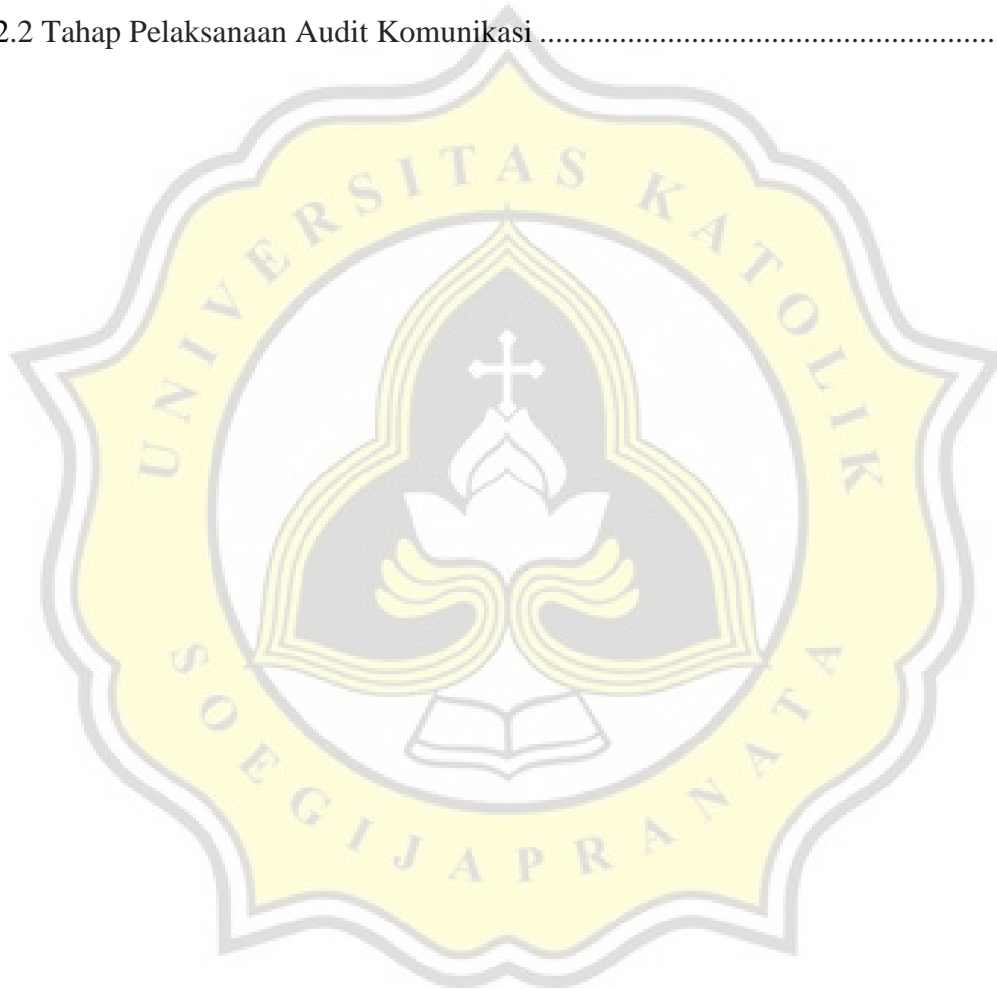 2.2 Tahap Pelaksanaan Audit Komunikasi ..........................................................
UNIVERSITAS KATOLIK
SOEGIJAPRANATA